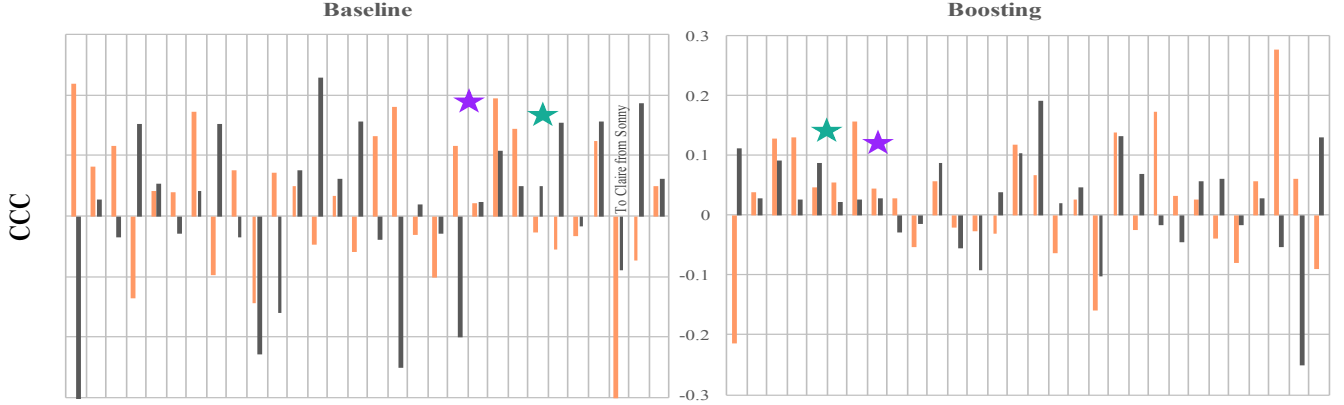 Baseline
Boosting
CCC
To Claire from Sonny
0.3
0.2
0.1
0
-0.1
-0.2
-0.3